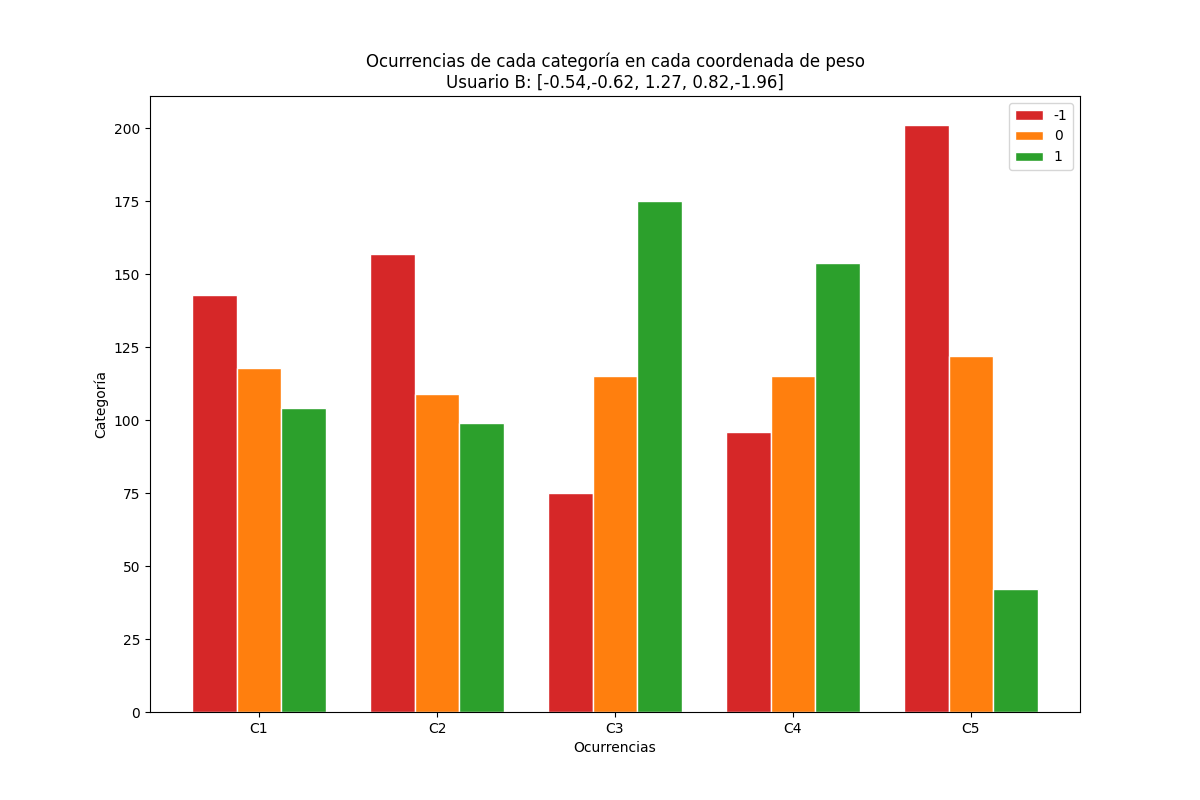 Ocurrencias de cada categoría en cada coordenada de peso
Usuario B: [-0.54,-0.62, 1.27, 0.82,-1.96]
-1
0
1
200
175
150
125
100
75
50
25
0
Categoría
C1 C2 C3 C4 C5
Ocurrencias